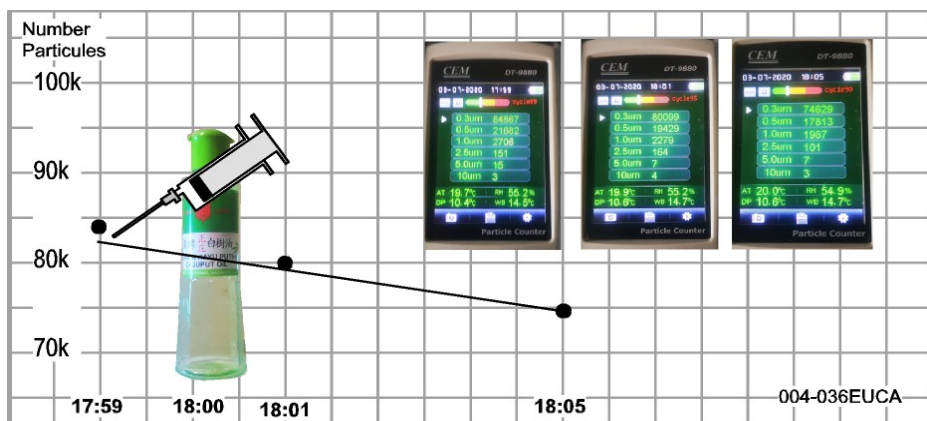 Number
Particules
100k
90k
80k
70k
17:59
18:00
18:01
18:05
004-036EUCA
白樹油
CEM DT-9880
03-07-2020 17:59
Cycle
0.3um 84867
0.5um 21682
1.0um 2708
2.5um 151
5.0um 15
10um 3
AT 19.7℃ RH 55.2%
DP 10.4℃ WB 14.5℃
Particle Counter
CEM DT-9880
03-07-2020 18:01
0.3um 80099
0.5um 19429
1.0um 2279
2.5um 164
5.0um 7
10um 4
AT 19.9℃ RH 55.2%
DP 10.6℃ WB 14.7℃
Particle Counter
CEM DT-9880
03-07-2020 18:05
0.3um 74629
0.5um 17813
1.0um 1987
2.5um 101
5.0um 7
10um 3
AT 20.0℃ RH 54.9%
DP 10.6℃ WB 14.7℃
Particle Counter